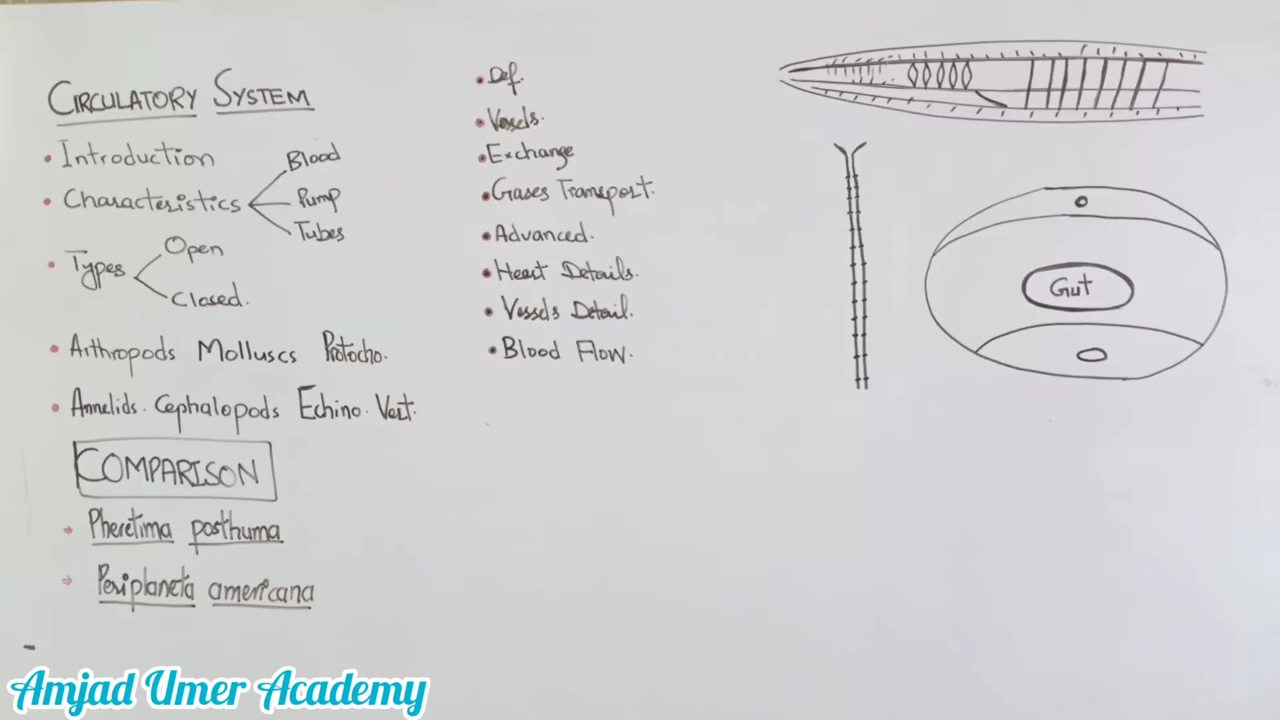 CIRCULATORY SYSTEM
• Introduction
• Characteristics
Blood
Pump
Tubes
• Types
Open
Closed.
• Arthropods Molluscs Protocho.
• Annelids. Cephalopods Echino. Vert.
COMPARISON
⇒ Pheretima posthuma
⇒ Periplaneta americana
• Def.
• Vessels.
• Exchange
• Gases Transport.
• Advanced.
• Heart Details.
• Vessels Detail.
• Blood Flow.
Gut
Amjad Umer Academy